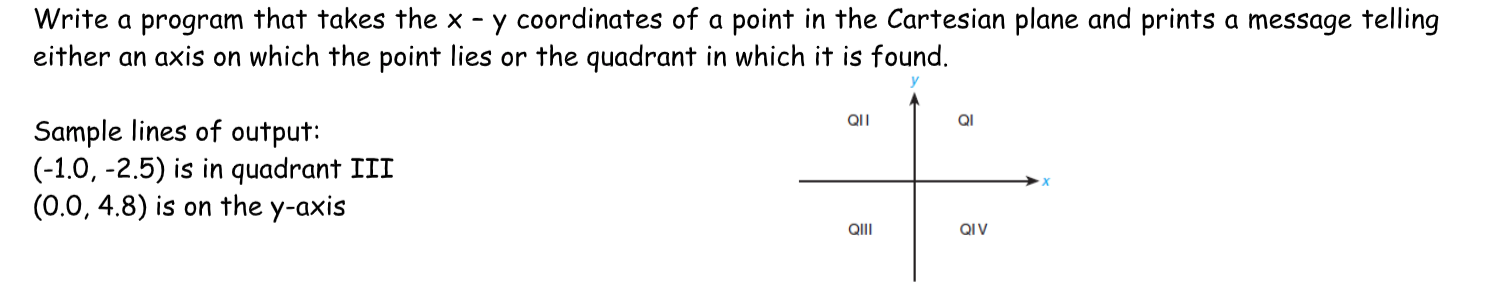 Write a program that takes the x - y coordinates of a point in the Cartesian plane and prints a message telling
either an axis on which the point lies or the quadrant in which it is found.
y
QII QI
Sample lines of output:
(-1.0, -2.5) is in quadrant III
x
(0.0, 4.8) is on the y-axis
QIII QIV